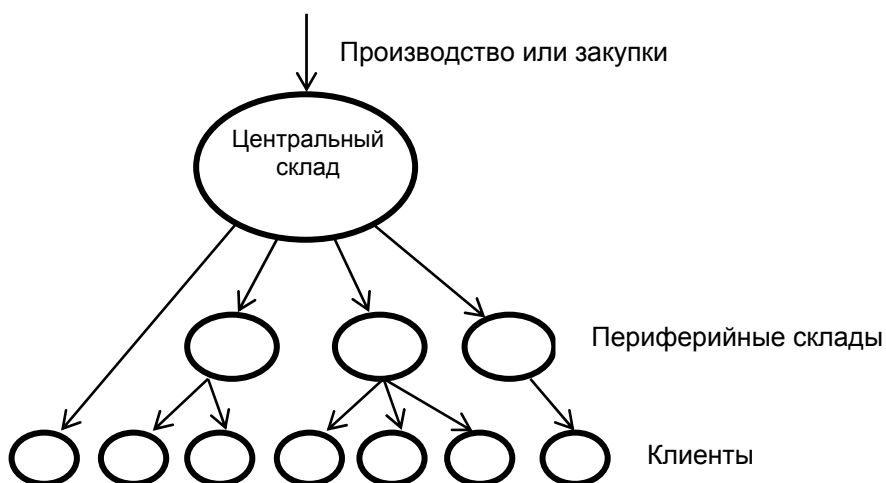 Производство или закупки
Центральный
склад
Периферийные склады
Клиенты